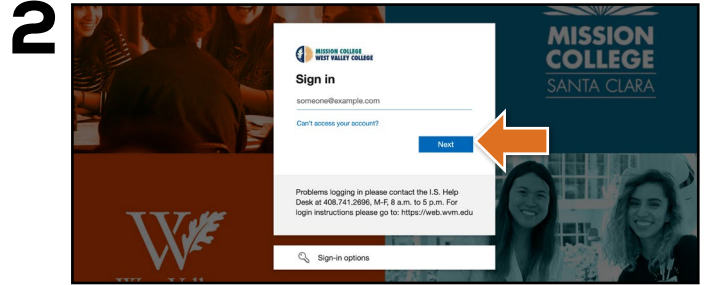 2
MISSION COLLEGE
WEST VALLEY COLLEGE
Sign in
someone@example.com
Can't access your account?
Next
Problems logging in please contact the I.S. Help
Desk at 408.741.2696, M-F, 8 a.m. to 5 p.m. For
login instructions please go to: https://web.wvm.edu
Sign-in options
MISSION
COLLEGE
SANTA CLARA
W